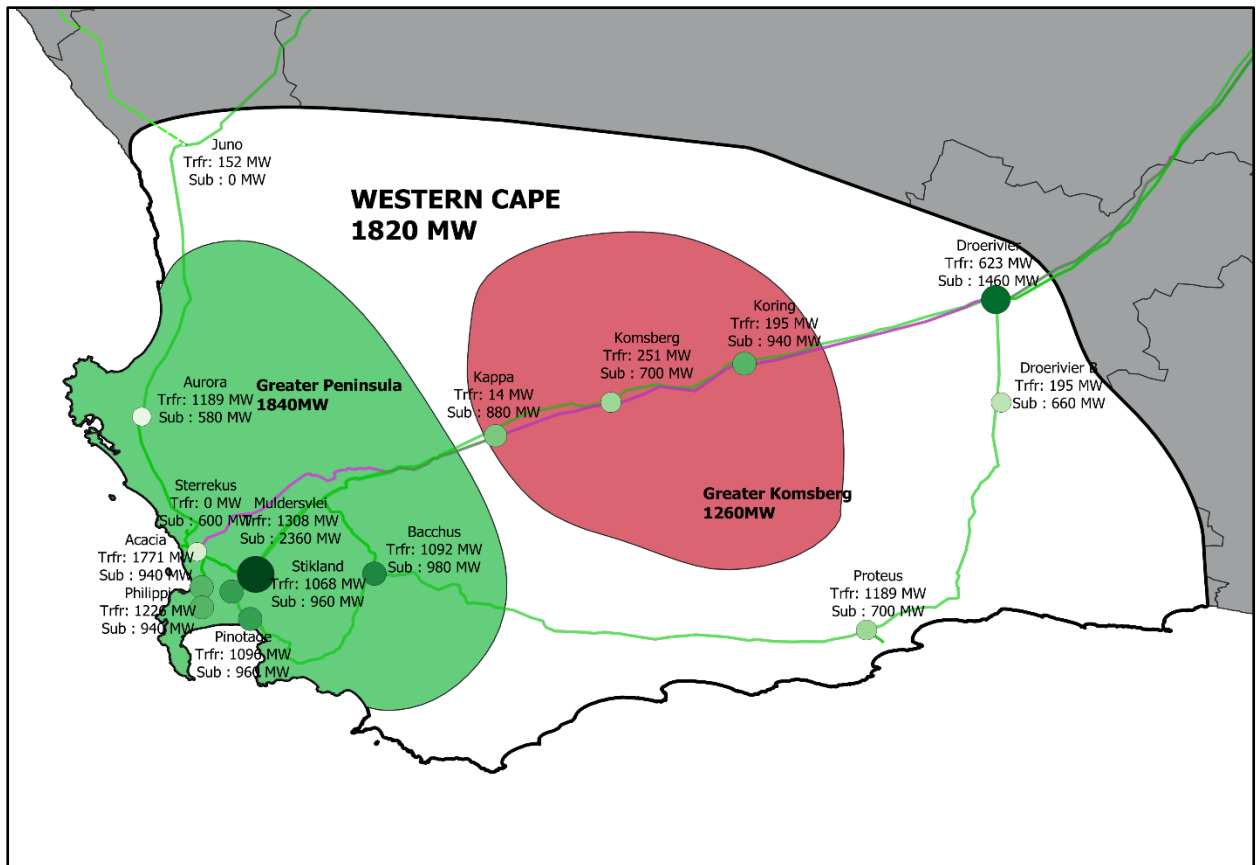 Juno
Trfr: 152 MW
Sub : 0 MW
WESTERN CAPE
1820 MW
Droerivier
Trfr: 623 MW
Sub : 1460 MW
Koring
Trfr: 195 MW
Sub : 940 MW
Komsberg
Trfr: 251 MW
Sub : 700 MW
Kappa
Trfr: 14 MW
Sub : 880 MW
Droerivier B
Trfr: 195 MW
Sub : 660 MW
Aurora
Trfr: 1189 MW
Sub : 580 MW
Greater Peninsula
1840MW
Greater Komsberg
1260MW
Sterrekus
Trfr: 0 MW
Sub : 600 MW
Muldersvlei
Trfr: 1308 MW
Sub : 2360 MW
Bacchus
Trfr: 1092 MW
Sub : 980 MW
Acacia
Trfr: 1771 MW
Sub : 940 MW
Stikland
Trfr: 1068 MW
Sub : 960 MW
Philippi
Trfr: 1226 MW
Sub : 940 MW
Pinotage
Trfr: 1096 MW
Sub : 960 MW
Proteus
Trfr: 1189 MW
Sub : 700 MW